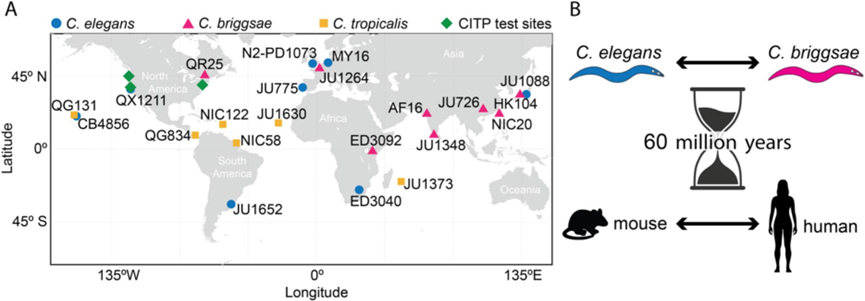 A
C. elegans C. briggsae C. tropicalis CITP test sites
B
N2-PD1073 MY16
QR25
North America
JU1264
Asia
45º N
JU775
JU1088
QX1211
QG131
CB4856
NIC122 JU1630
Africa
AF16 JU726 HK104
NIC20
QG834 NIC58
ED3092 JU1348
0º
South America
JU1373
ED3040
Oceania
JU1652
45º S
Latitude
135ºW 0º 135ºE
Longitude
C. elegans C. briggsae
60 million years
mouse human